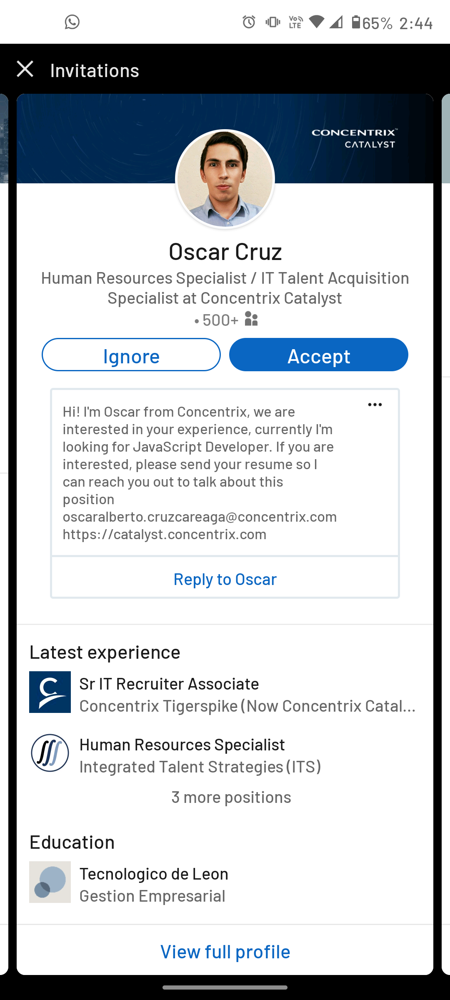 65% 2:44
Invitations
CONCENTRIX™
CATALYST
Oscar Cruz
Human Resources Specialist / IT Talent Acquisition
Specialist at Concentrix Catalyst
• 500+
Ignore
Accept
Hi! I'm Oscar from Concentrix, we are
interested in your experience, currently I'm
looking for JavaScript Developer. If you are
interested, please send your resume so I
can reach you out to talk about this
position
oscaralberto.cruzcareaga@concentrix.com
https://catalyst.concentrix.com
Reply to Oscar
Latest experience
Sr IT Recruiter Associate
Concentrix Tigerspike (Now Concentrix Catal...
Human Resources Specialist
Integrated Talent Strategies (ITS)
3 more positions
Education
Tecnologico de Leon
Gestion Empresarial
View full profile